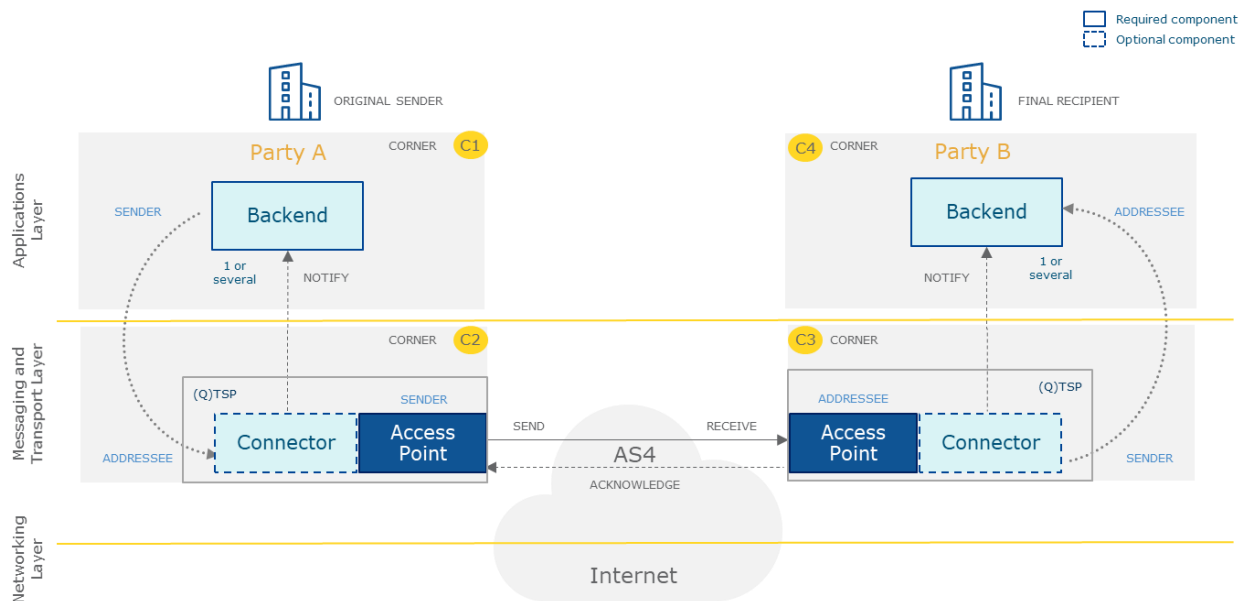 Required component
Optional component
ORIGINAL SENDER
FINAL RECIPIENT
Applications
Layer
CORNER
C1
Party A
SENDER
Backend
1 or
several
NOTIFY
C4
CORNER
Party B
Backend
ADDRESSEE
1 or
several
NOTIFY
Messaging and
Transport Layer
CORNER
C2
(Q)TSP
SENDER
Connector
Access
Point
ADDRESSEE
SEND
RECEIVE
AS4
ACKNOWLEDGE
C3
CORNER
(Q)TSP
ADDRESSEE
Access
Point
Connector
SENDER
Networking
Layer
Internet